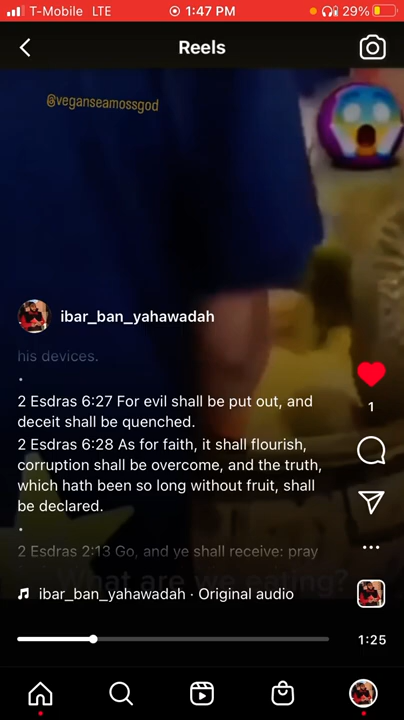 T-Mobile LTE 1:47 PM 29%
Reels
@veganseamossgod
ibar_ban_yahawadah
his devices.
.
2 Esdras 6:27 For evil shall be put out, and
deceit shall be quenched.
2 Esdras 6:28 As for faith, it shall flourish,
corruption shall be overcome, and the truth,
which hath been so long without fruit, shall
be declared.
.
2 Esdras 2:13 Go, and ye shall receive: pray
1
What are we eating?
ibar_ban_yahawadah · Original audio
1:25